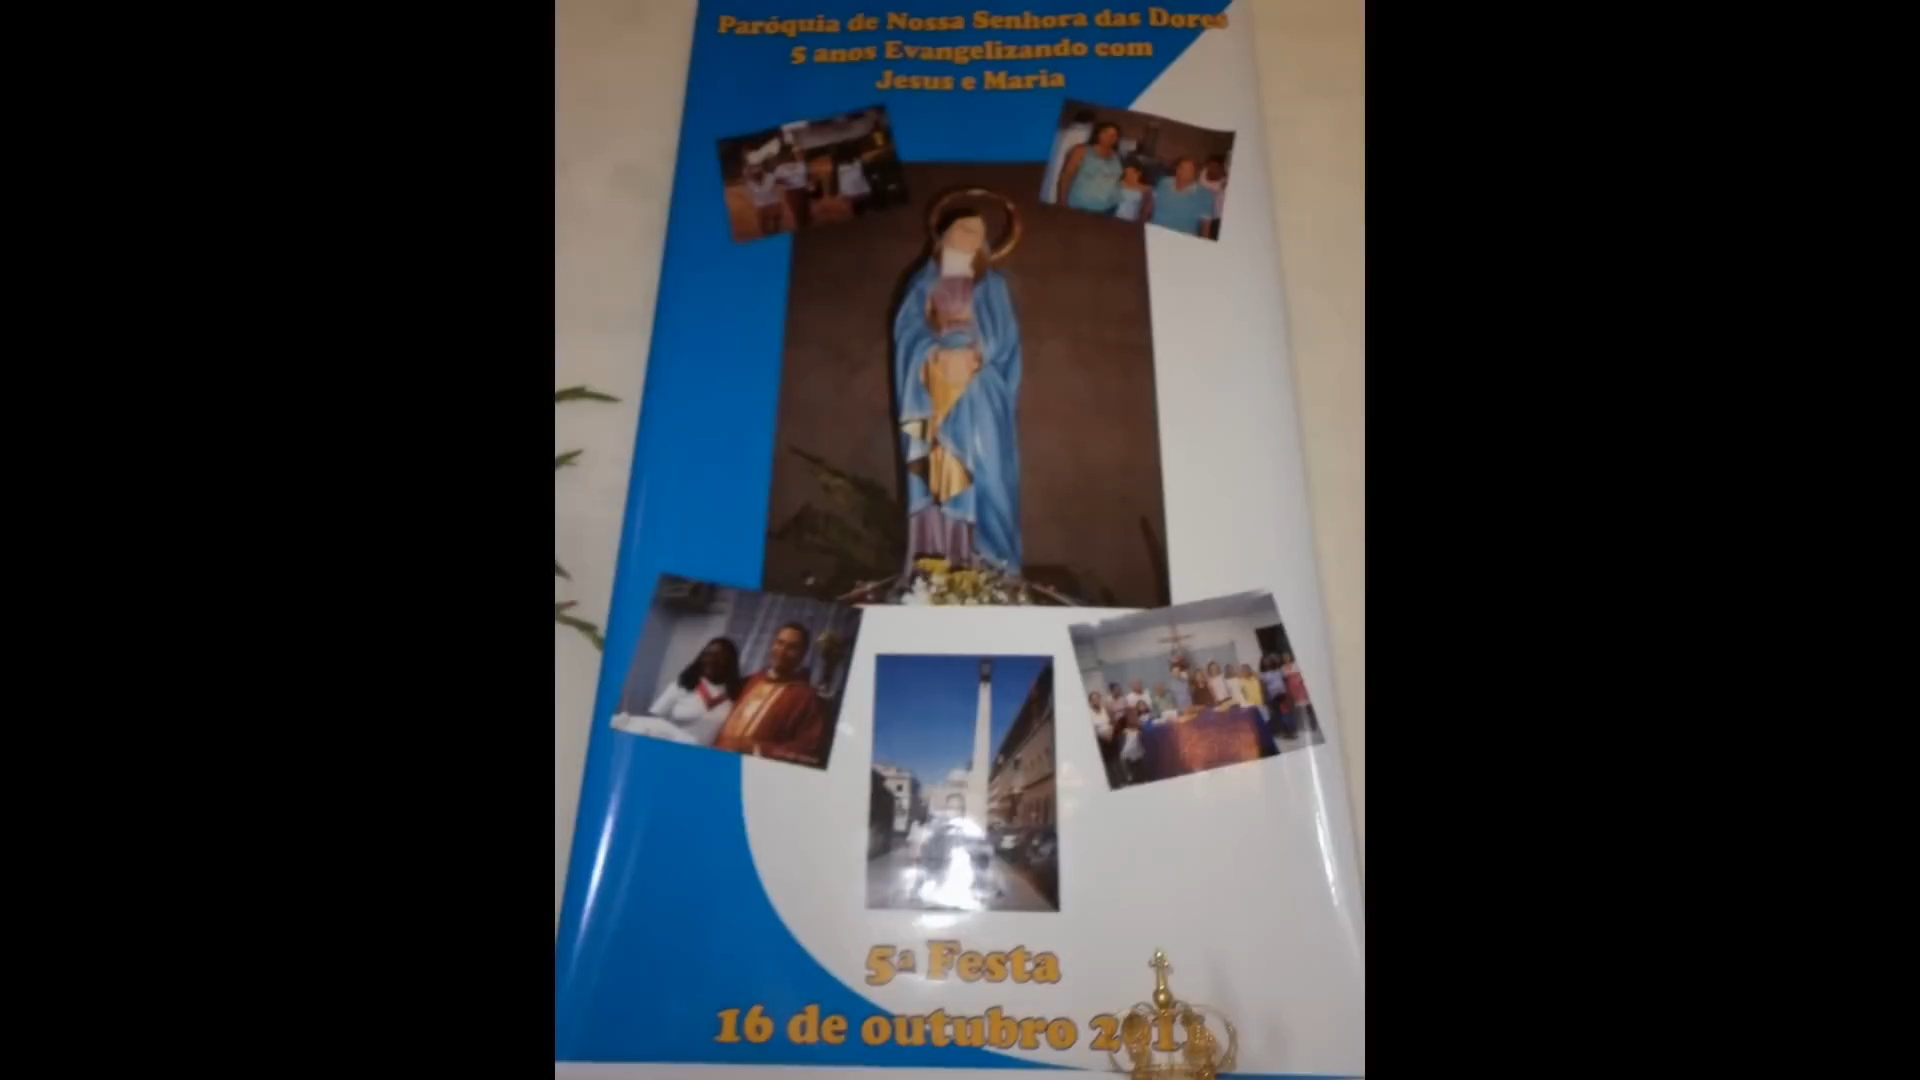 Paróquia de Nossa Senhora das Dores
5 anos Evangelizando com
Jesus e Maria
5ª Festa
16 de outubro